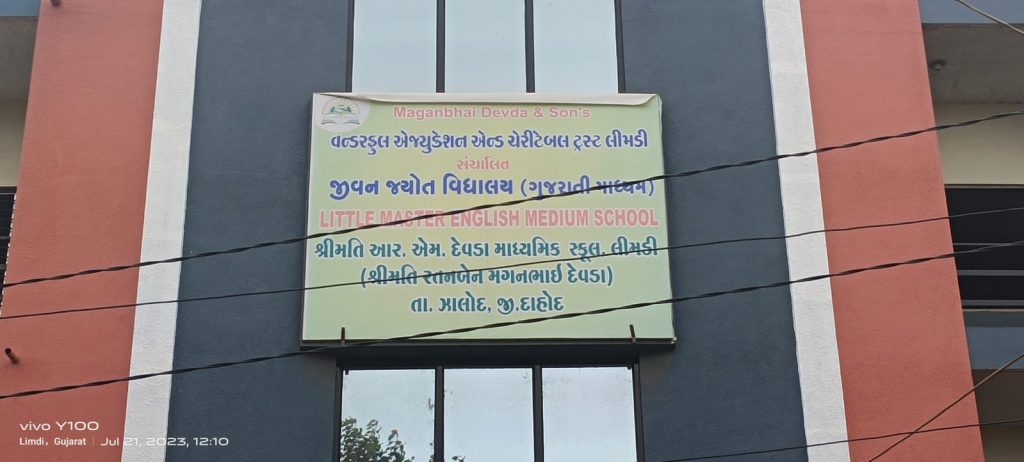 Maganbhai Devda & Son's
વન્ડરફુલ એજ્યુડેશન એન્ડ ચેરીટેબલ ટ્રસ્ટ લીમડી
સંચાલિત
જીવન જ્યોત વિદ્યાલય (ગુજરાતી માધ્યમ)
LITTLE MASTER ENGLISH MEDIUM SCHOOL
શ્રીમતિ આર. એમ. દેવડા માધ્યમિક સ્કૂલ, લીમડી
(શ્રીમતિ રતનબેન મગનભાઈ દેવડા)
તા. ઝાલોદ, જી.દાહોદ
vivo Y100
Limdi, Gujarat | Jul 21, 2023, 12:10